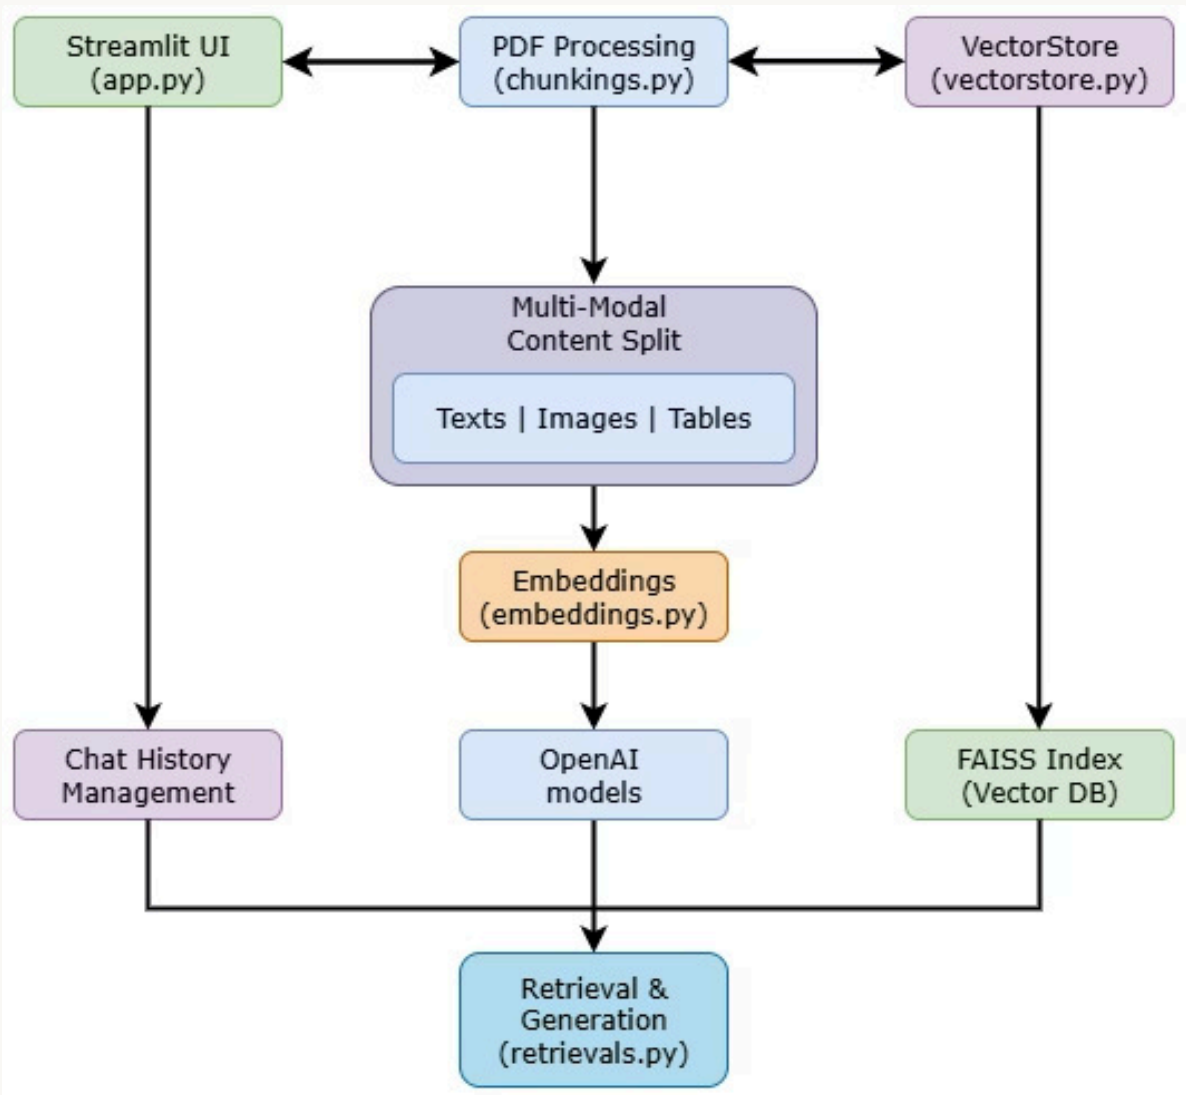 Streamlit UI
(app.py)
PDF Processing
(chunkings.py)
VectorStore
(vectorstore.py)
Multi-Modal
Content Split
Texts | Images | Tables
Embeddings
(embeddings.py)
Chat History
Management
OpenAI
models
FAISS Index
(Vector DB)
Retrieval &
Generation
(retrievals.py)